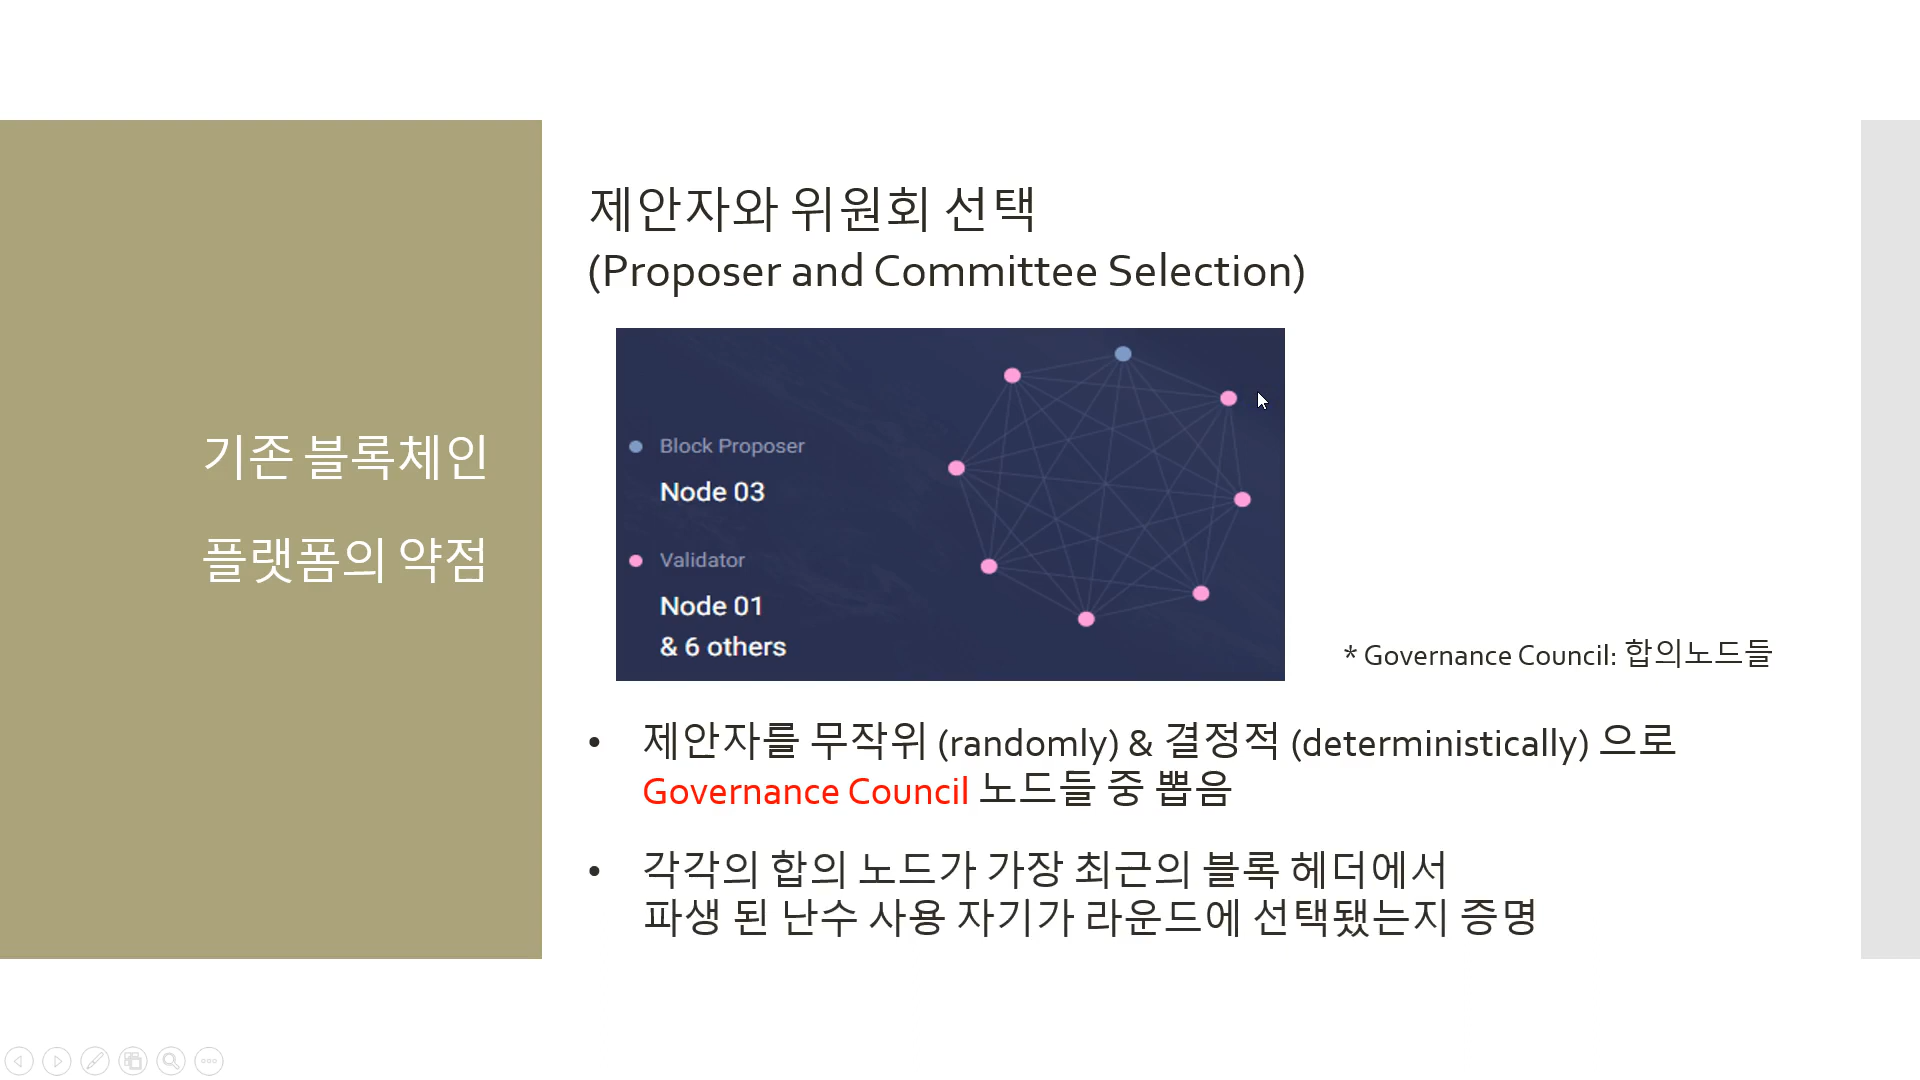 기존 블록체인
플랫폼의 약점
제안자와 위원회 선택
(Proposer and Committee Selection)
Block Proposer
Node 03
Validator
Node 01
& 6 others
* Governance Council: 합의노드들
• 제안자를 무작위 (randomly) & 결정적 (deterministically) 으로
Governance Council 노드들 중 뽑음
• 각각의 합의 노드가 가장 최근의 블록 헤더에서
파생 된 난수 사용 자기가 라운드에 선택됐는지 증명